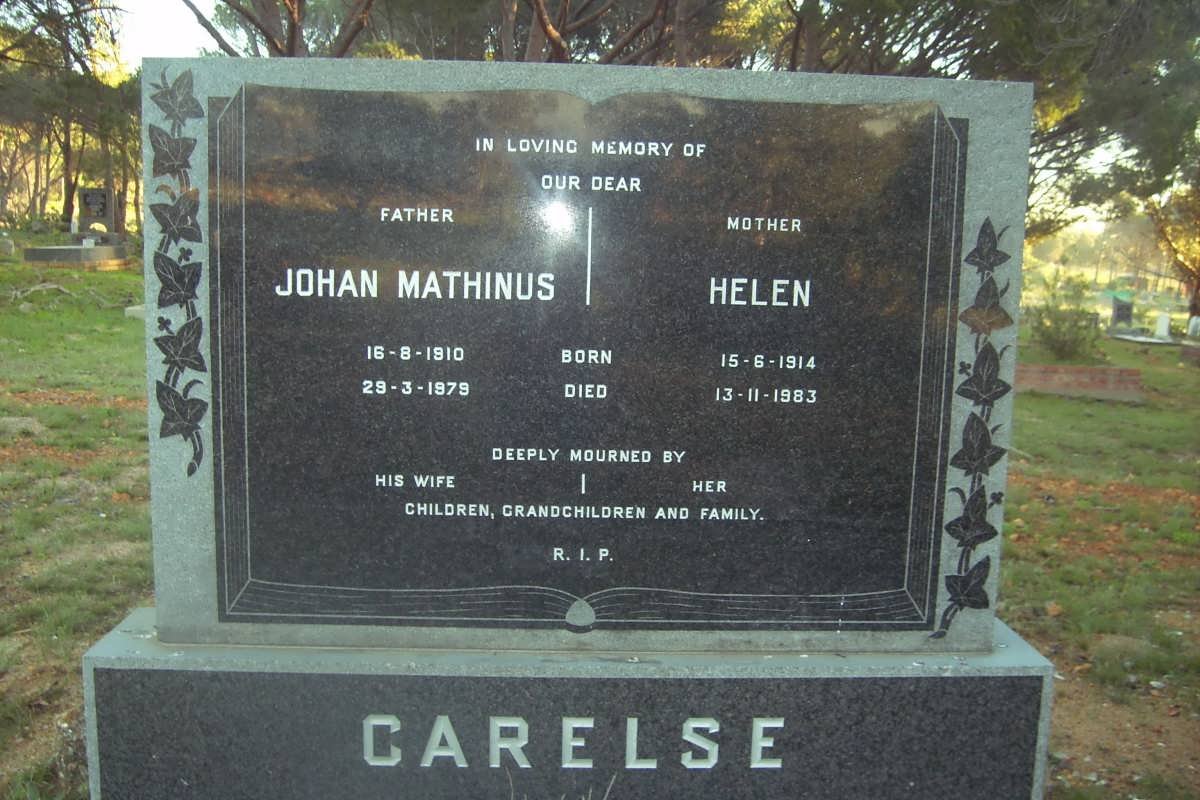 IN LOVING MEMORY OF
OUR DEAR
FATHER MOTHER
JOHAN MATHINUS HELEN
16-8-1910 BORN 15-6-1914
29-3-1979 DIED 13-11-1983
DEEPLY MOURNED BY
HIS WIFE HER
CHILDREN, GRANDCHILDREN AND FAMILY.
R. I. P.
CARELSE